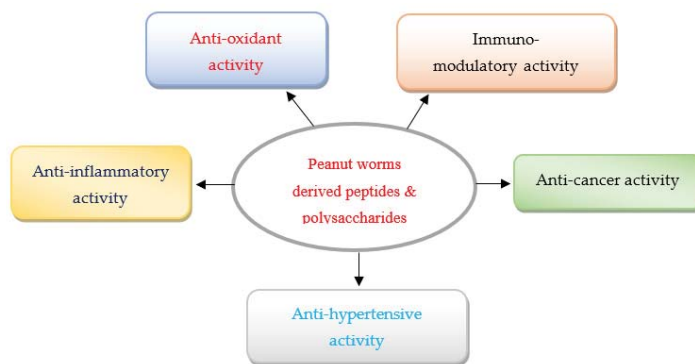 Anti-oxidant
activity
Immuno-
modulatory activity
Anti-inflammatory
activity
Peanut worms
derived peptides &
polysaccharides
Anti-cancer activity
Anti-hypertensive
activity